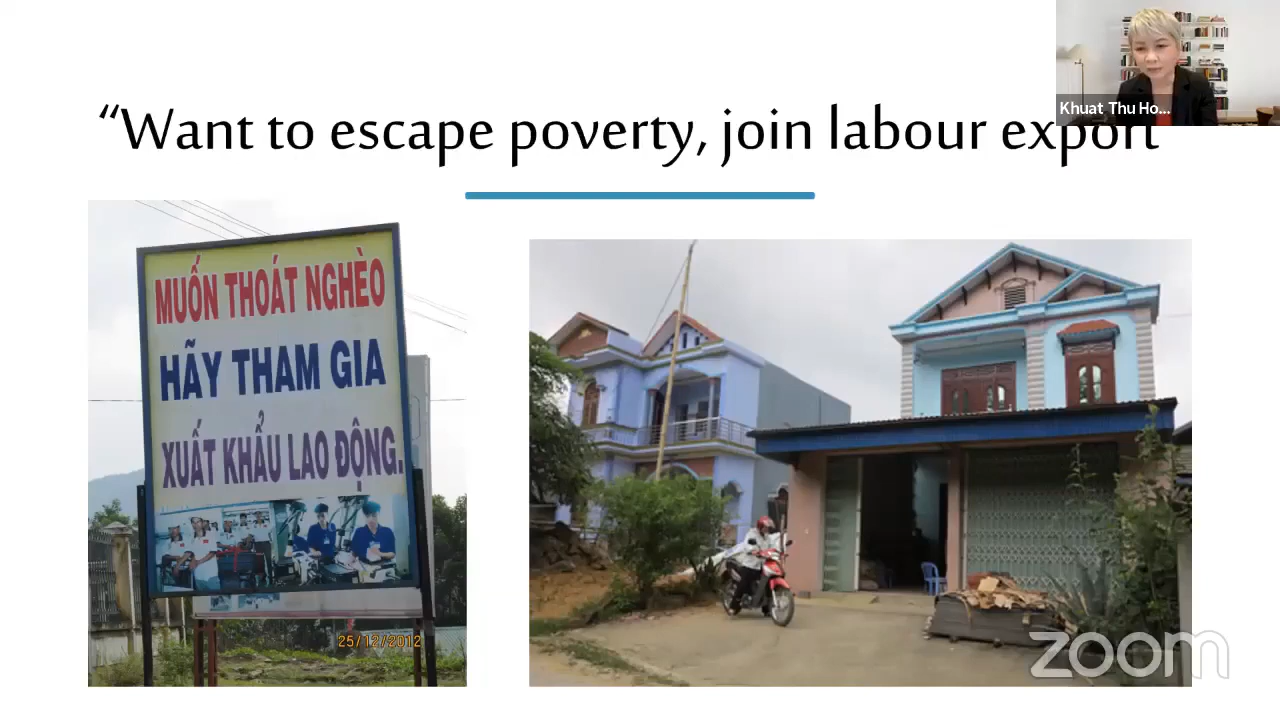 Khuat Thu Ho...
“Want to escape poverty, join labour export”
MUỐN THOÁT NGHÈO
HÃY THAM GIA
XUẤT KHẨU LAO ĐỘNG.
25/12/2012
zoom